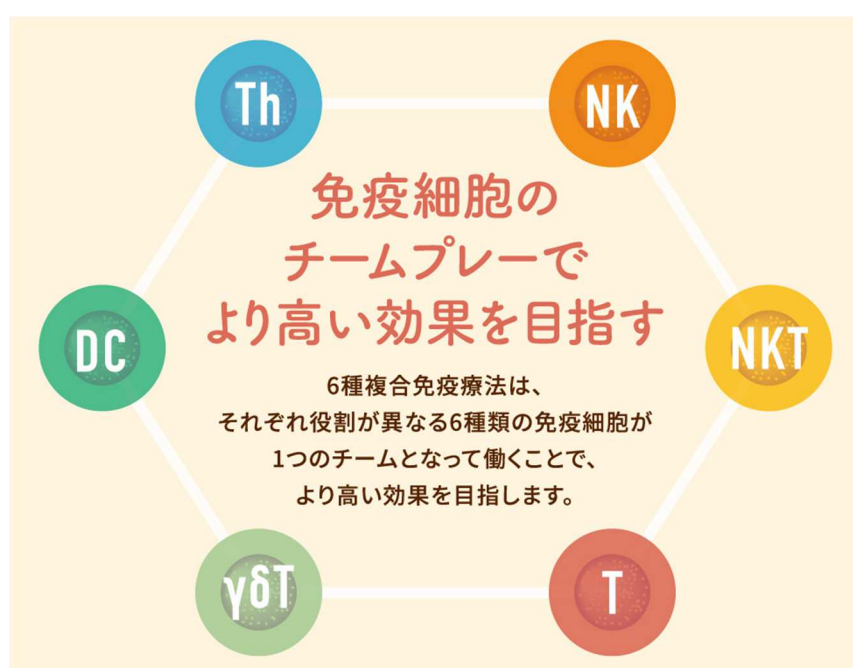 Th
NK
免疫細胞の
チームプレーで
より高い効果を目指す
DC
NKT
6種複合免疫療法は、
それぞれ役割が異なる6種類の免疫細胞が
1つのチームとなって働くことで、
より高い効果を目指します。
γδT
T